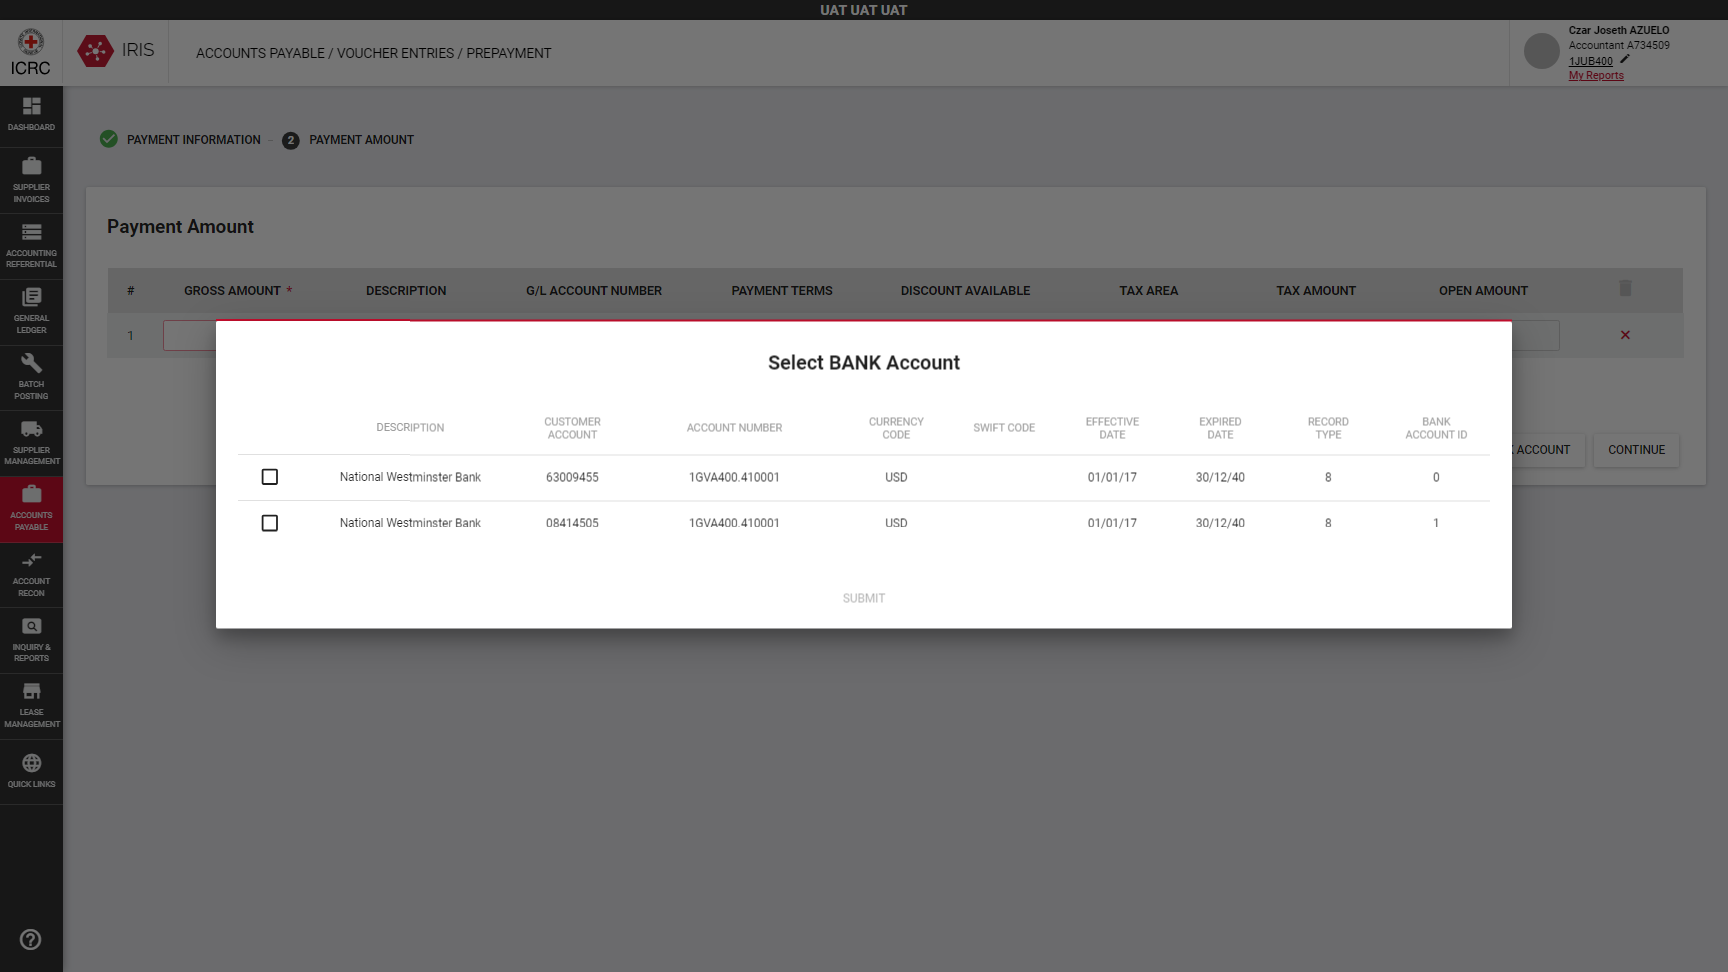 UAT UAT UAT
ICRC
IRIS
ACCOUNTS PAYABLE / VOUCHER ENTRIES / PREPAYMENT
Czar Joseth AZUELO
Accountant A734509
1JUB400
My Reports
DASHBOARD
SUPPLIER
INVOICES
ACCOUNTING
REFERENTIAL
GENERAL
LEDGER
BATCH
POSTING
SUPPLIER
MANAGEMENT
ACCOUNTS
PAYABLE
ACCOUNT
RECON
INQUIRY &
REPORTS
LEASE
MANAGEMENT
QUICK LINKS
PAYMENT INFORMATION
2 PAYMENT AMOUNT
Payment Amount
# GROSS AMOUNT * DESCRIPTION G/L ACCOUNT NUMBER PAYMENT TERMS DISCOUNT AVAILABLE TAX AREA TAX AMOUNT OPEN AMOUNT
1
Select BANK Account
DESCRIPTION CUSTOMER ACCOUNT ACCOUNT NUMBER CURRENCY CODE SWIFT CODE EFFECTIVE DATE EXPIRED DATE RECORD TYPE BANK ACCOUNT ID
National Westminster Bank 63009455 1GVA400.410001 USD 01/01/17 30/12/40 8 0
National Westminster Bank 08414505 1GVA400.410001 USD 01/01/17 30/12/40 8 1
SUBMIT
ACCOUNT
CONTINUE